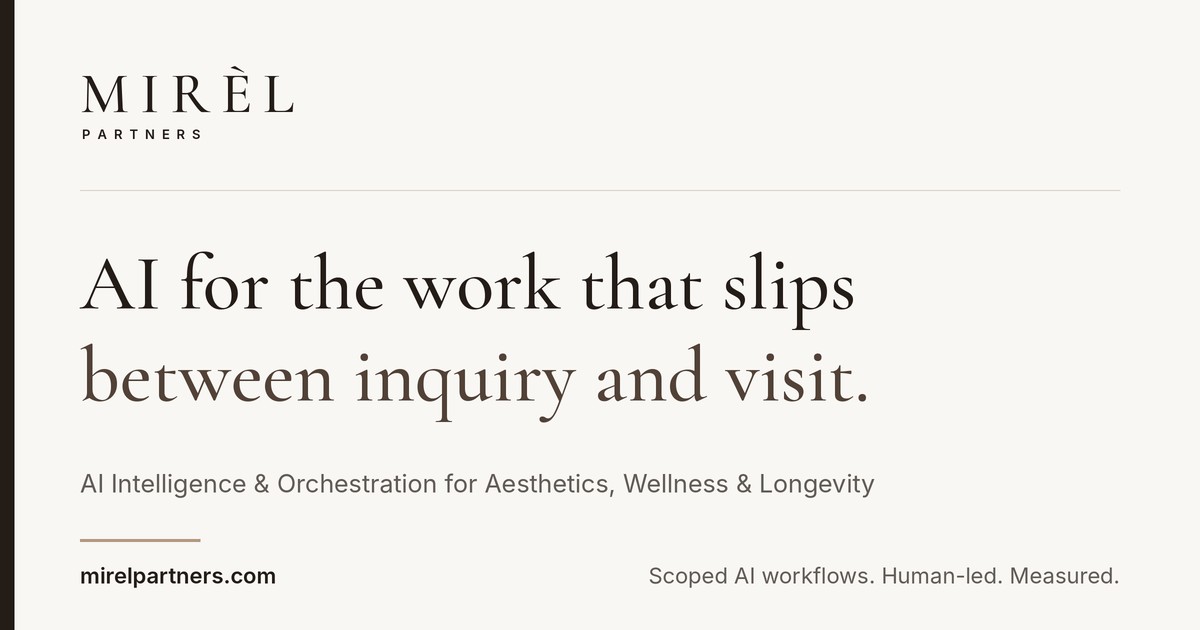 MIRÈL
PARTNERS
AI for the work that slips
between inquiry and visit.
AI Intelligence & Orchestration for Aesthetics, Wellness & Longevity
mirelpartners.com
Scoped AI workflows. Human-led. Measured.